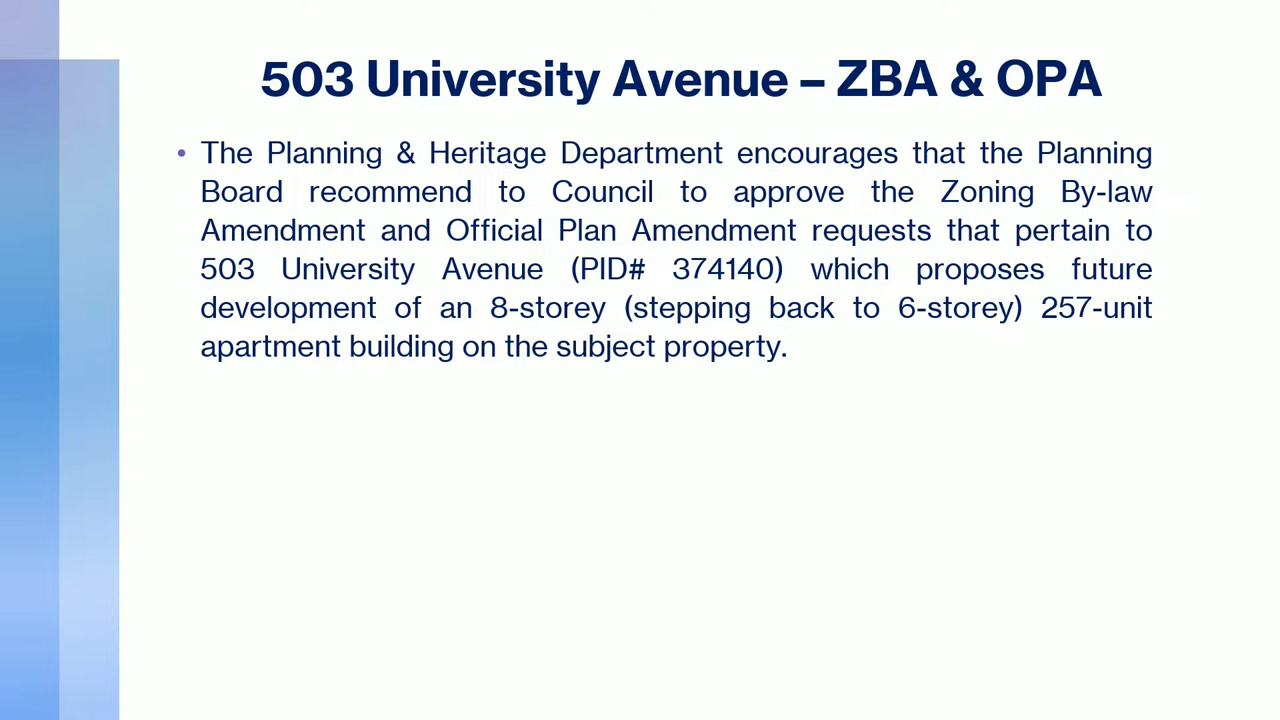 503 University Avenue – ZBA & OPA
• The Planning & Heritage Department encourages that the Planning
Board recommend to Council to approve the Zoning By-law
Amendment and Official Plan Amendment requests that pertain to
503 University Avenue (PID# 374140) which proposes future
development of an 8-storey (stepping back to 6-storey) 257-unit
apartment building on the subject property.